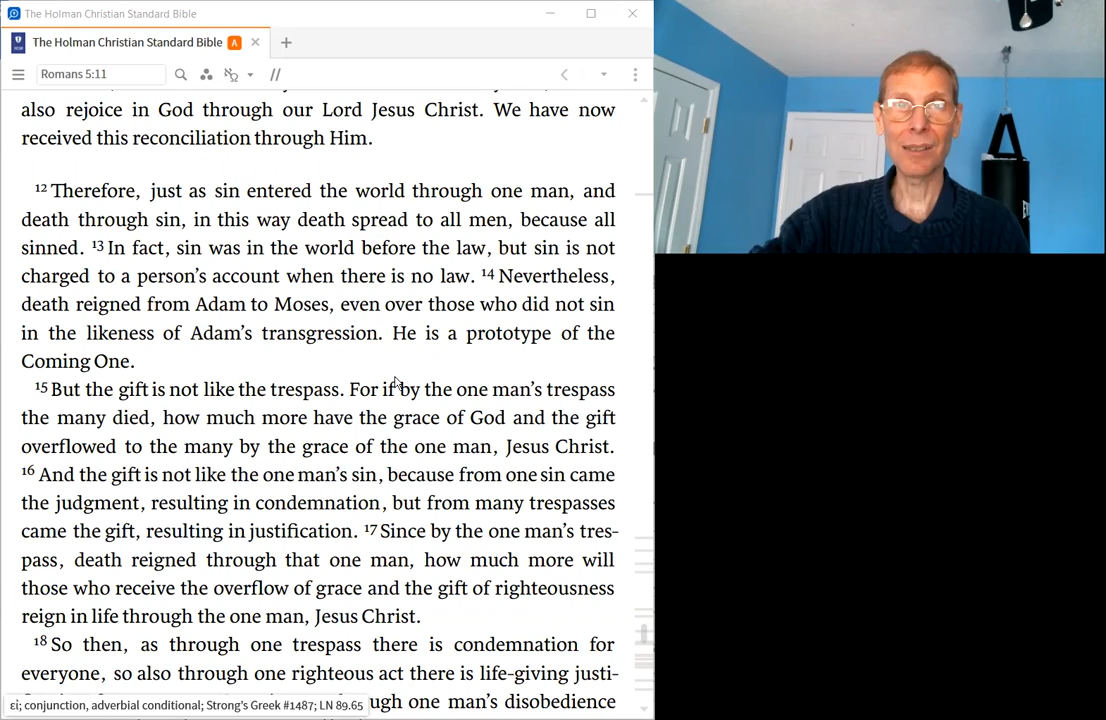 The Holman Christian Standard Bible
The Holman Christian Standard Bible A
Romans 5:11
also rejoice in God through our Lord Jesus Christ. We have now
received this reconciliation through Him.
12 Therefore, just as sin entered the world through one man, and
death through sin, in this way death spread to all men, because all
sinned. 13 In fact, sin was in the world before the law, but sin is not
charged to a person's account when there is no law. 14 Nevertheless,
death reigned from Adam to Moses, even over those who did not sin
in the likeness of Adam's transgression. He is a prototype of the
Coming One.
15 But the gift is not like the trespass. For if by the one man's trespass
the many died, how much more have the grace of God and the gift
overflowed to the many by the grace of the one man, Jesus Christ.
16 And the gift is not like the one man's sin, because from one sin came
the judgment, resulting in condemnation, but from many trespasses
came the gift, resulting in justification. 17 Since by the one man's tres-
pass, death reigned through that one man, how much more will
those who receive the overflow of grace and the gift of righteousness
reign in life through the one man, Jesus Christ.
18 So then, as through one trespass there is condemnation for
everyone, so also through one righteous act there is life-giving justi-
through one man's disobedience
εἰ; conjunction, adverbial conditional; Strong's Greek #1487; LN 89.65